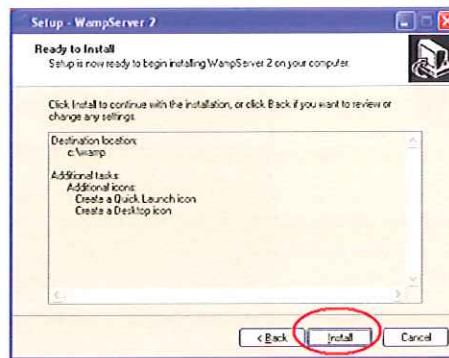 Setup - WampServer 2
Ready to Install
Setup is now ready to begin installing WampServer 2 on your computer.
Click Install to continue with the installation, or click Back if you want to review or
change any settings.
Destination location:
c:\wamp
Additional tasks:
Additional icons:
Create a Quick Launch icon
Create a Desktop icon
< Back
Install
Cancel